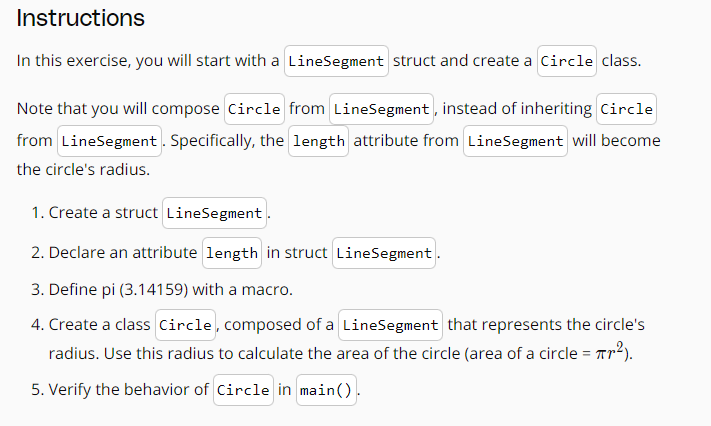 Instructions
In this exercise, you will start with a LineSegment struct and create a Circle class.
Note that you will compose Circle from LineSegment, instead of inheriting Circle
from LineSegment. Specifically, the length attribute from LineSegment will become
the circle's radius.
1. Create a struct LineSegment.
2. Declare an attribute length in struct LineSegment.
3. Define pi (3.14159) with a macro.
4. Create a class Circle, composed of a LineSegment that represents the circle's
radius. Use this radius to calculate the area of the circle (area of a circle = πr²).
5. Verify the behavior of Circle in main().